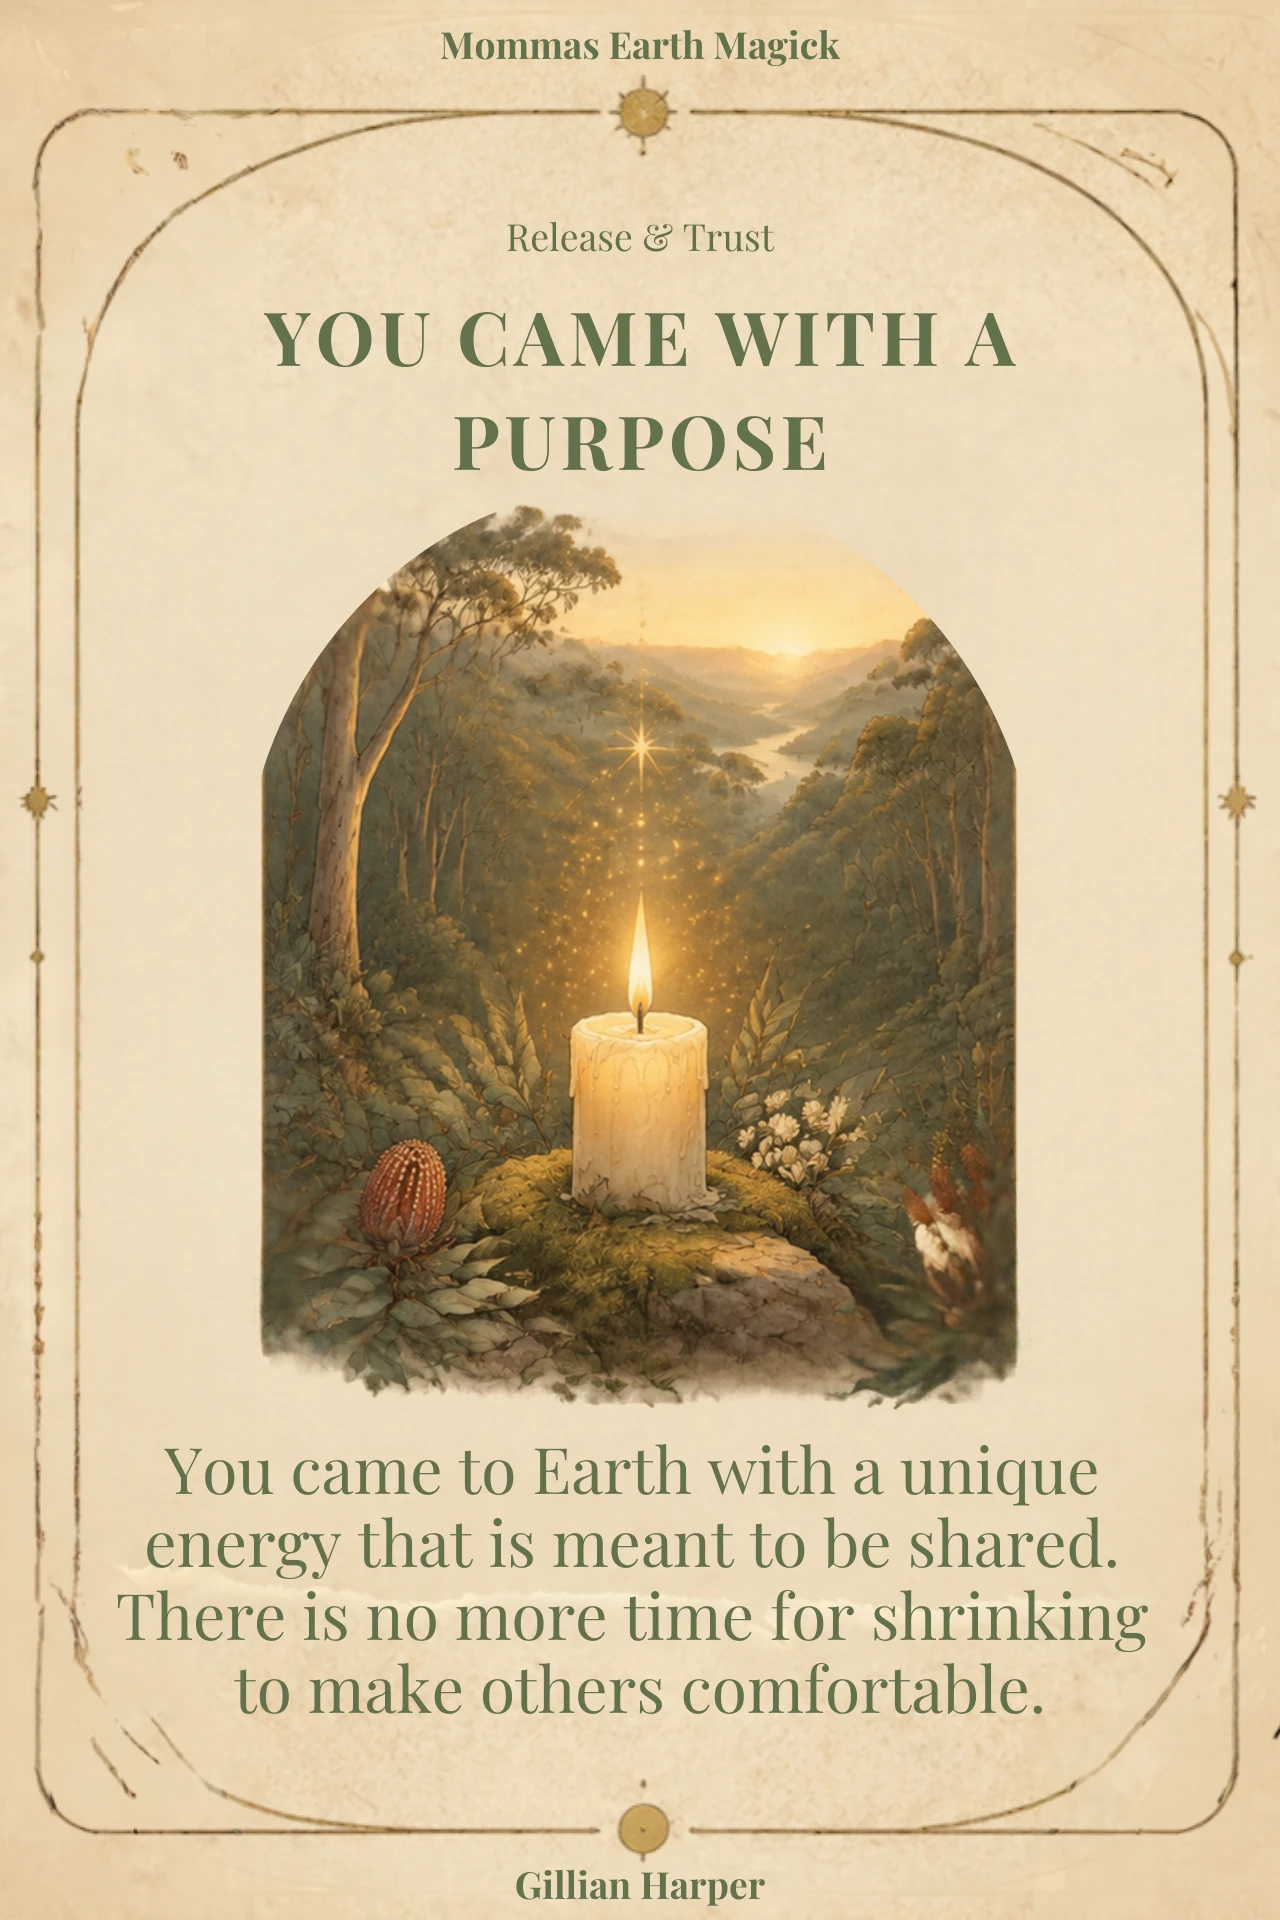 Mommas Earth Magick
Release & Trust
YOU CAME WITH A
PURPOSE
You came to Earth with a unique
energy that is meant to be shared.
There is no more time for shrinking
to make others comfortable.
Gillian Harper